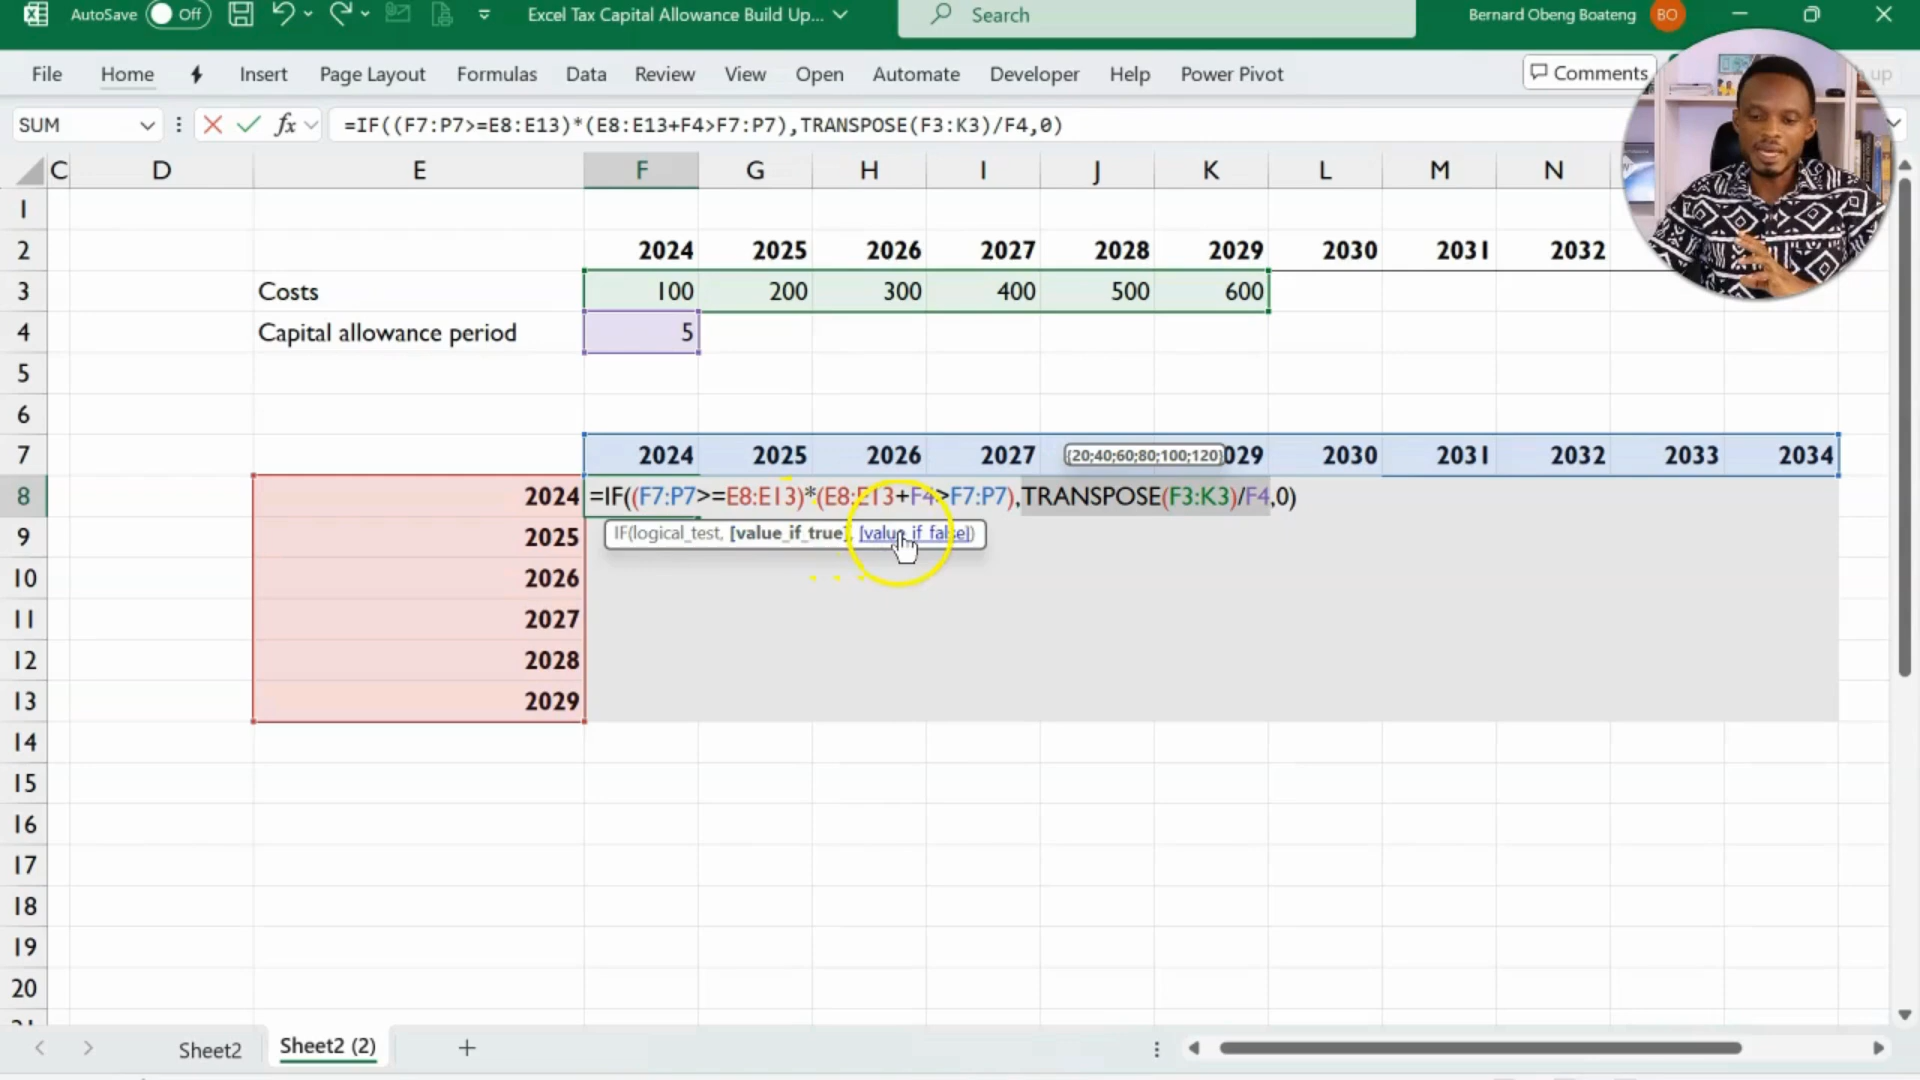 AutoSave Off Excel Tax Capital Allowance Build Up... Search Bernard Obeng Boateng BO
File Home Insert Page Layout Formulas Data Review View Open Automate Developer Help Power Pivot Comments up
SUM fx =IF((F7:P7>=E8:E13)*(E8:E13+F4>F7:P7),TRANSPOSE(F3:K3)/F4,0)
C D E F G H I J K L M N
1
2 2024 2025 2026 2027 2028 2029 2030 2031 2032
3 Costs 100 200 300 400 500 600
4 Capital allowance period 5
5
6
7 2024 2025 2026 2027 {20;40;60;80;100;120} 029 2030 2031 2032 2033 2034
8 2024 =IF((F7:P7>=E8:E13)*(E8:E13+F4>F7:P7),TRANSPOSE(F3:K3)/F4,0)
9 2025 IF(logical_test, [value_if_true], [value_if_false])
10 2026
11 2027
12 2028
13 2029
14
15
16
17
18
19
20
Sheet2 Sheet2 (2)